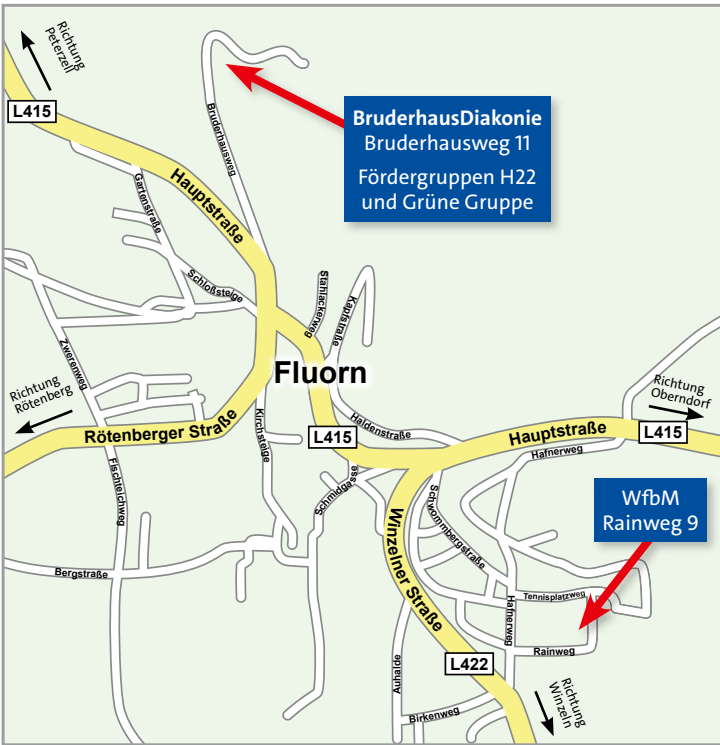 Richtung
Peterzell
L415
BruderhausDiakonie
Bruderhausweg 11
Fördergruppen H22
und Grüne Gruppe
Bruderhausweg
Gartenstraße
Hauptstraße
Schloßsteige
Stahlackerweg
Kapfstraße
Zwerenweg
Fluorn
Richtung
Rötenberg
Richtung
Oberndorf
Rötenberger Straße
Kirchsteige
Haldenstraße
L415
Hauptstraße
L415
Hafnerweg
Fischteichweg
Schmidgasse
Schwommbergstraße
WfbM
Rainweg 9
Winzelner Straße
Bergstraße
Tennisplatzweg
Hafnerweg
Rainweg
L422
Auhalde
Richtung
Winzeln
Birkenweg